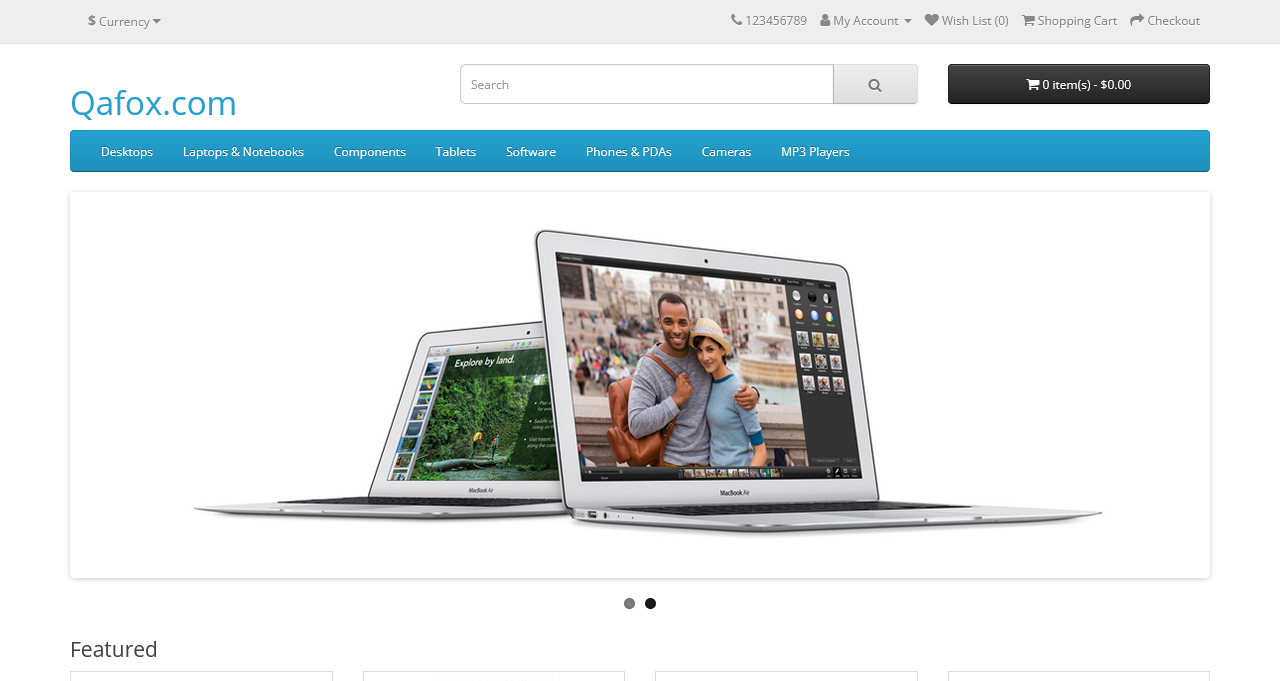 $ Currency
123456789 My Account Wish List (0) Shopping Cart Checkout
Search
0 item(s) - $0.00
Qafox.com
Desktops Laptops & Notebooks Components Tablets Software Phones & PDAs Cameras MP3 Players
Explore by land.
MacBook Air
MacBook Air
Featured